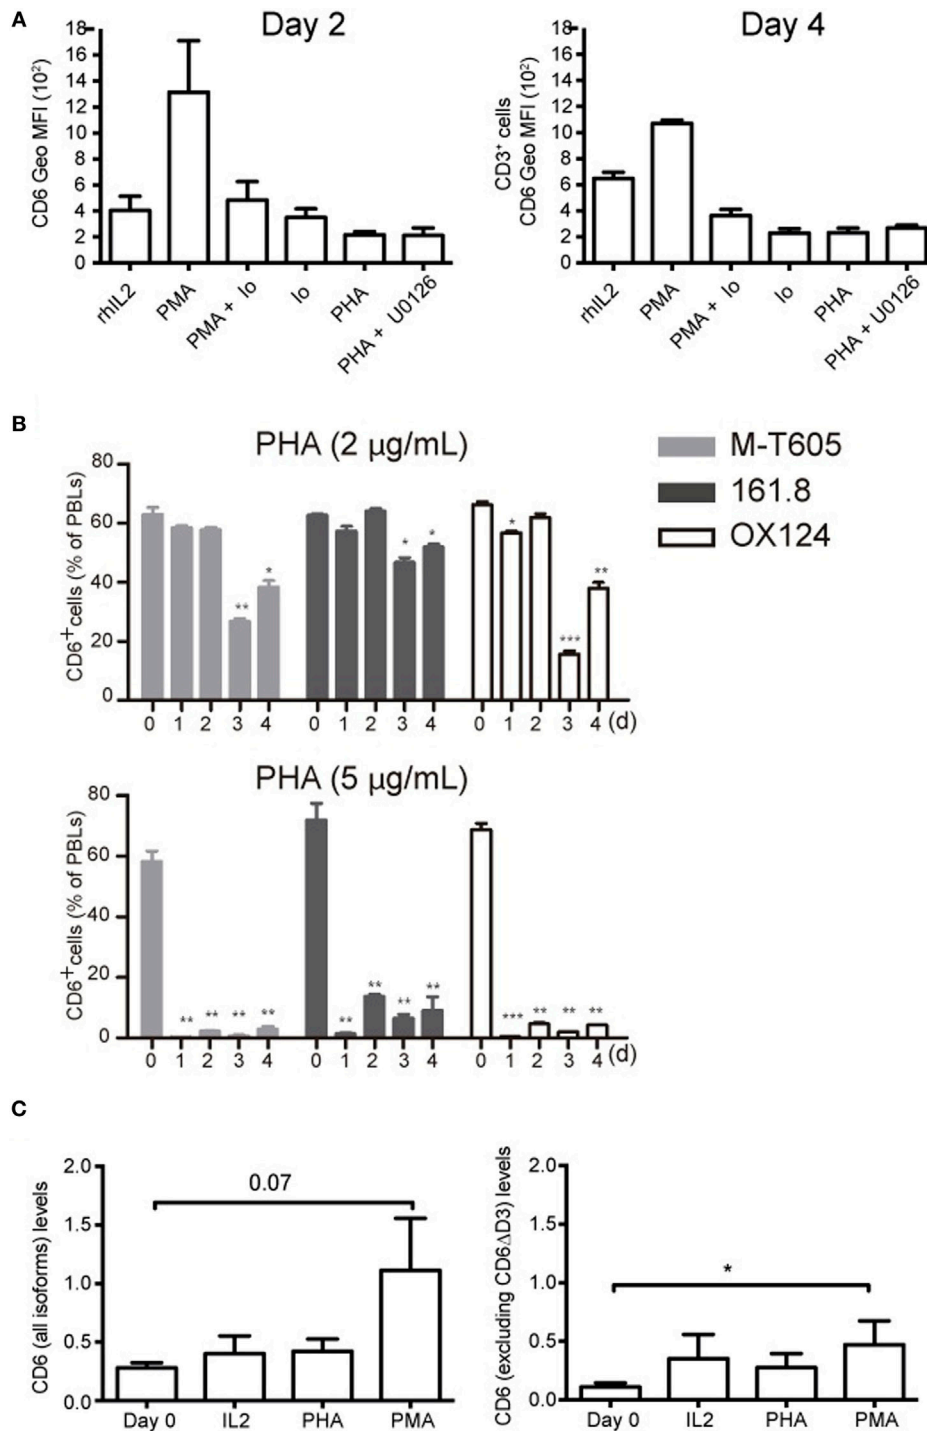 A
Day 2
CD6 Geo MFI (10²)
18
16
14
12
10
8
6
4
2
0
rhIL2
PMA
PMA + Io
Io
PHA
PHA + U0126
Day 4
CD3⁺ cells
CD6 Geo MFI (10²)
18
16
14
12
10
8
6
4
2
0
rhIL2
PMA
PMA + Io
Io
PHA
PHA + U0126
B
PHA (2 µg/mL)
M-T605
161.8
OX124
CD6⁺cells (% of PBLs)
80
60
40
20
0
** * * * * *** **
0 1 2 3 4 0 1 2 3 4 0 1 2 3 4 (d)
PHA (5 µg/mL)
CD6⁺cells (% of PBLs)
80
60
40
20
0
** ** ** ** ** ** ** ** *** ** ** **
0 1 2 3 4 0 1 2 3 4 0 1 2 3 4 (d)
C
CD6 (all isoforms) levels
2.0
1.5
1.0
0.5
0.0
0.07
Day 0 IL2 PHA PMA
CD6 (excluding CD6ΔD3) levels
2.0
1.5
1.0
0.5
0.0
*
Day 0 IL2 PHA PMA